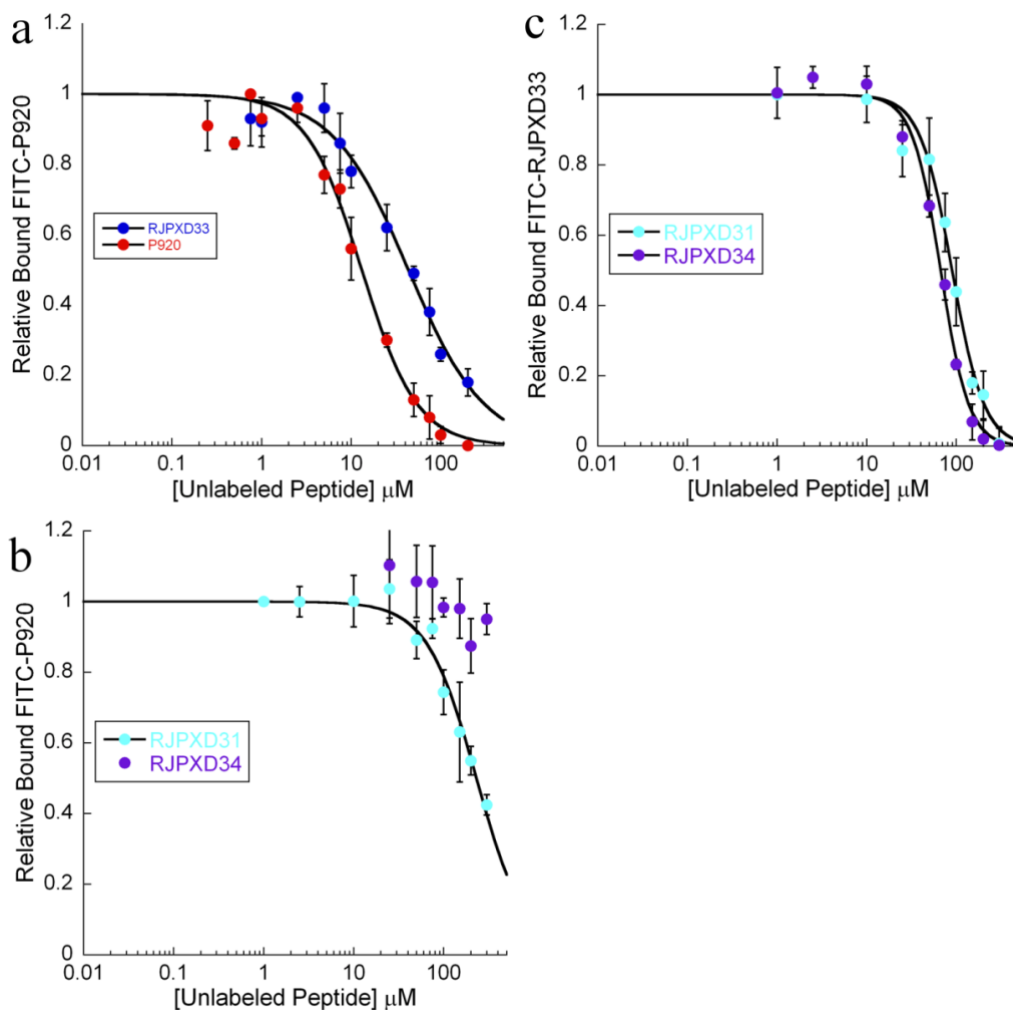 a
Relative Bound FITC-P920
1.2
1
0.8
0.6
0.4
0.2
0
RJPXD33
P920
0.01 0.1 1 10 100
[Unlabeled Peptide] μM
c
Relative Bound FITC-RJPXD33
1.2
1
0.8
0.6
0.4
0.2
0
RJPXD31
RJPXD34
0.01 0.1 1 10 100
[Unlabeled Peptide] μM
b
Relative Bound FITC-P920
1.2
1
0.8
0.6
0.4
0.2
0
RJPXD31
RJPXD34
0.01 0.1 1 10 100
[Unlabeled Peptide] μM